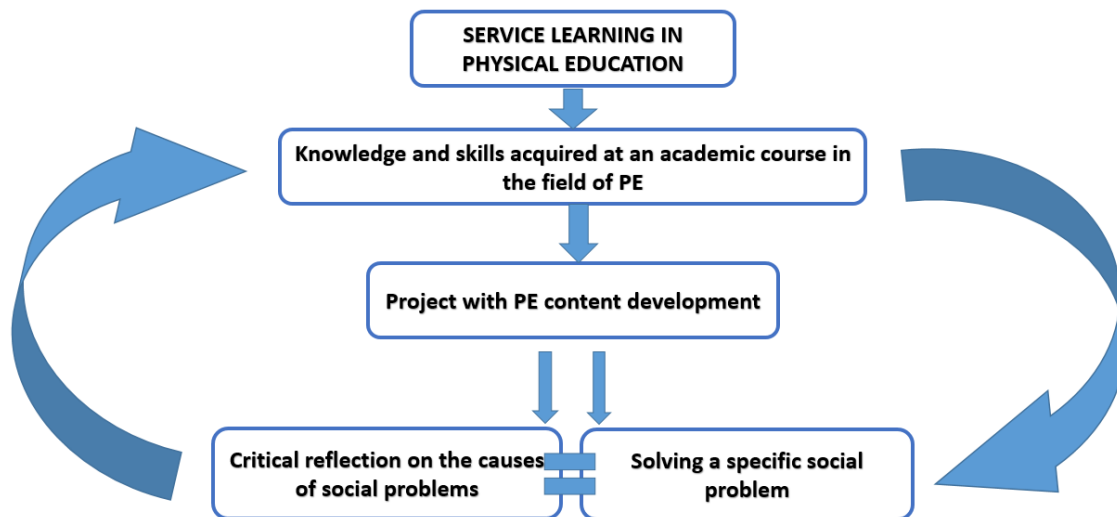 SERVICE LEARNING IN
PHYSICAL EDUCATION
Knowledge and skills acquired at an academic course in
the field of PE
Project with PE content development
Critical reflection on the causes
of social problems
Solving a specific social
problem